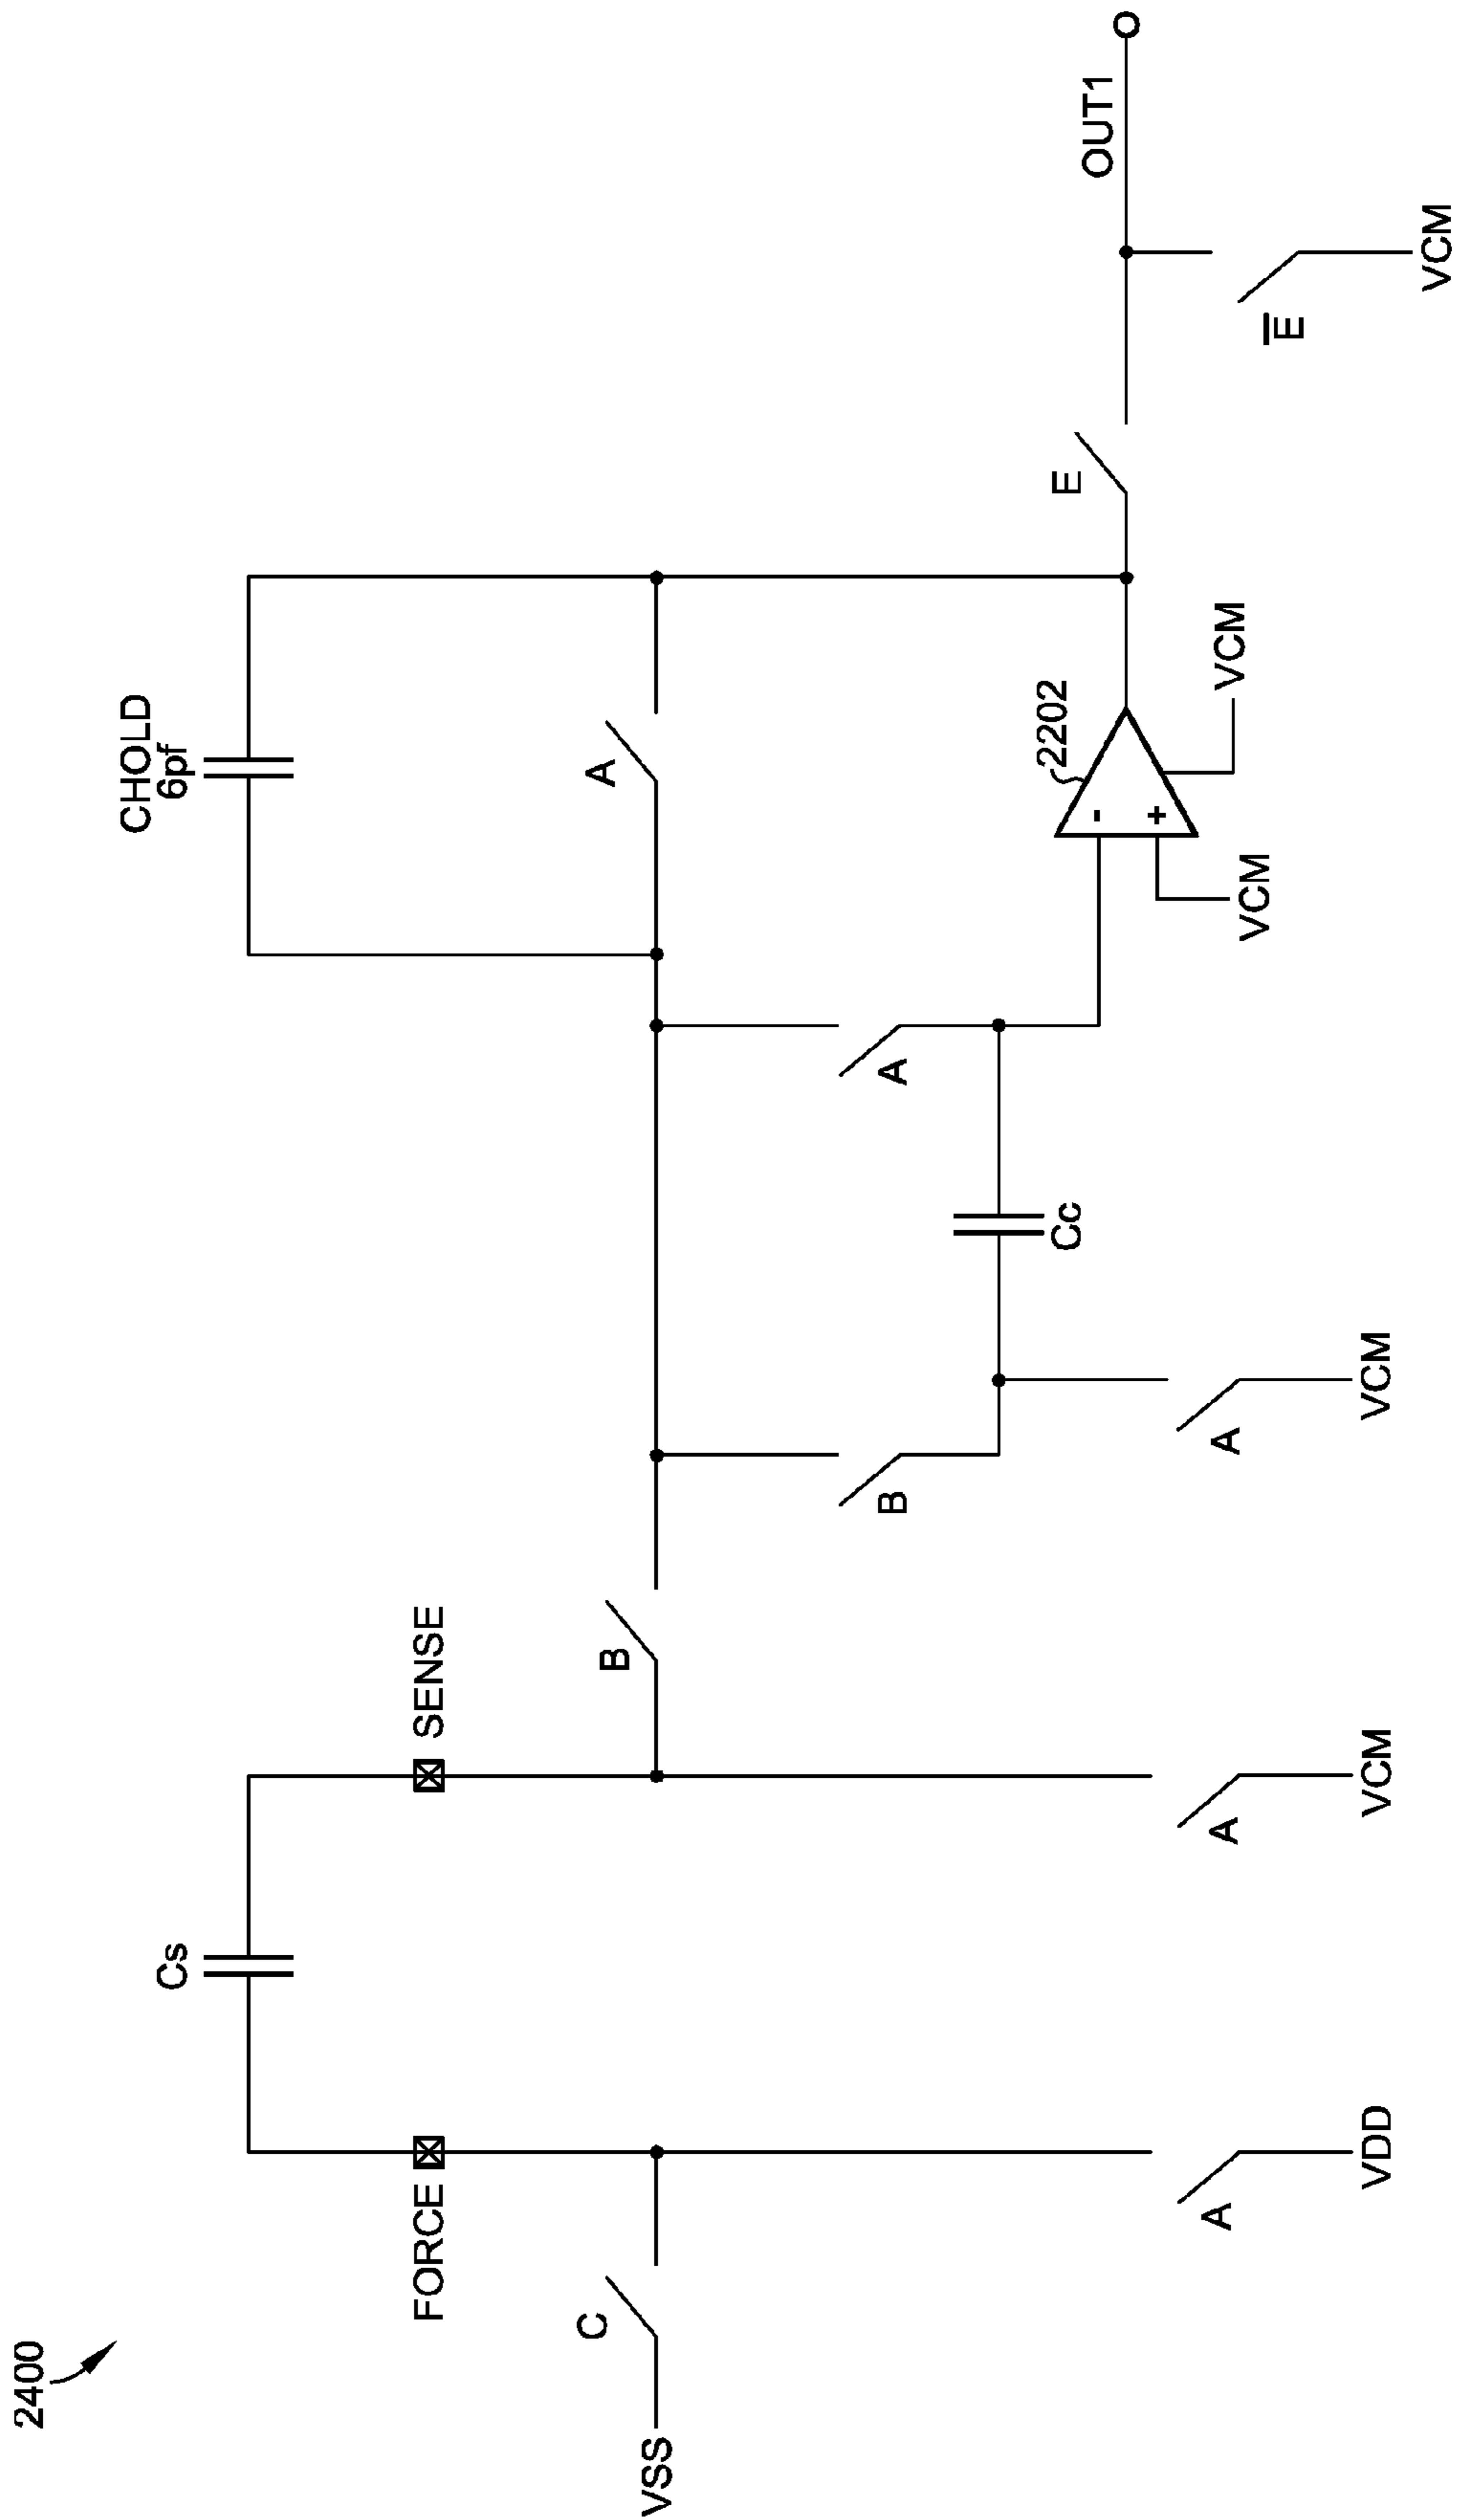 2400
Cs
CHOLD
6pf
FORCE
SENSE
VSS
C
B
A
A
B
A
Cc
2202
-
+
VCM
VCM
E
OUT1
E
VCM
A
VDD
A
VCM
A
VCM